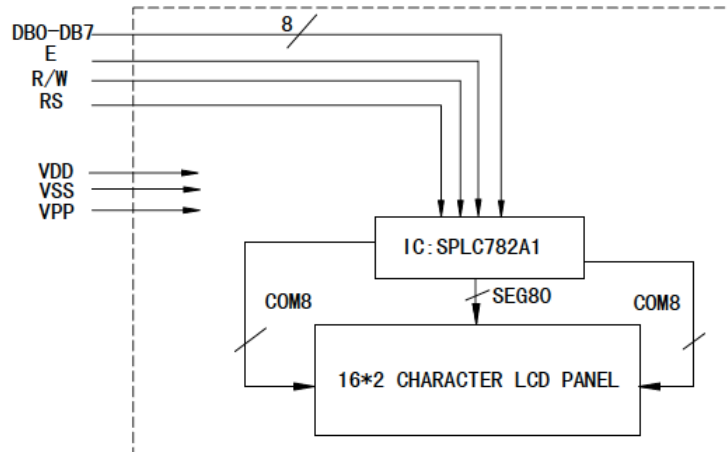 DB0-DB7
8
E
R/W
RS
VDD
VSS
VPP
IC:SPLC782A1
COM8
SEG80
COM8
16*2 CHARACTER LCD PANEL